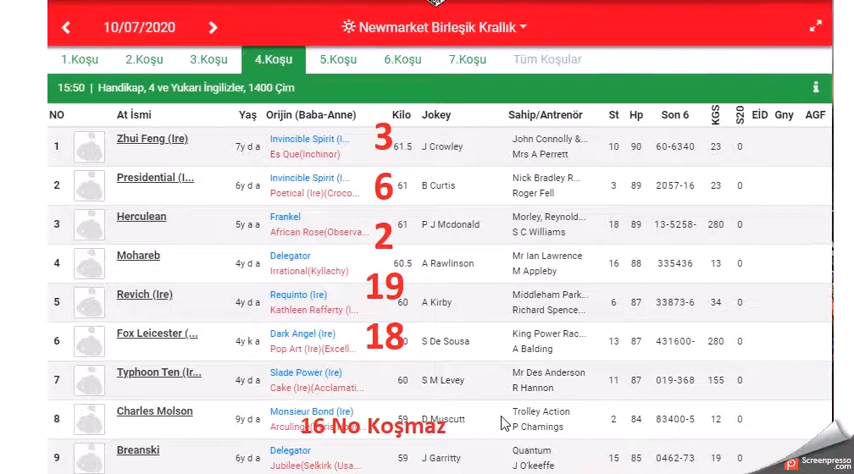 10/07/2020 Newmarket Birleşik Krallık
1.Koşu 2.Koşu 3.Koşu 4.Koşu 5.Koşu 6.Koşu 7.Koşu Tüm Koşular
15:50 | Handikap, 4 ve Yukarı İngilizler, 1400 Çim
NO At İsmi Yaş Orijin (Baba-Anne) Kilo Jokey Sahip/Antrenör St Hp Son 6 KGS S20 EİD Gny AGF
1 Zhui Feng (Ire) 7y d a Invincible Spirit (I... 61.5 J Crowley John Connolly &... 10 90 60-6340 23 0
Es Que(Inchinor) Mrs A Perrett
3
2 Presidential (I... 6y d a Invincible Spirit (I... 61 B Curtis Nick Bradley R... 3 89 2057-16 23 0
Poetical (Ire)(Croco... Roger Fell
6
3 Herculean 5y a a Frankel 61 P J Mcdonald Morley, Reynold... 18 89 13-5258- 280 0
African Rose(Observa... S C Williams
2
4 Mohareb 4y d a Delegator 60.5 A Rawlinson Mr Ian Lawrence 16 88 335436 13 0
Irrational(Kyllachy) M Appleby
19
5 Revich (Ire) 4y d a Requinto (Ire) 60 A Kirby Middleham Park... 6 87 33873-6 34 0
Kathleen Rafferty (I... Richard Spence...
18
6 Fox Leicester (... 4y k a Dark Angel (Ire) S De Sousa King Power Rac... 13 87 431600- 280 0
Pop Art (Ire)(Excell... A Balding
7 Typhoon Ten (Ir... 4y d a Slade Power (Ire) 60 S M Levey Mr Des Anderson 11 87 019-368 155 0
Cake (Ire)(Acclamati... R Hannon
8 Charles Molson 9y d a Monsieur Bond (Ire) 59 D Muscutt Trolley Action 2 84 83400-5 12 0
P Chamings
16 No Koşmaz
9 Breanski 6y d a Delegator 59 J Garritty Quantum 15 85 0462-73 19 0
Jubilee(Selkirk (Usa... J O'keeffe
Screenpresso
.com